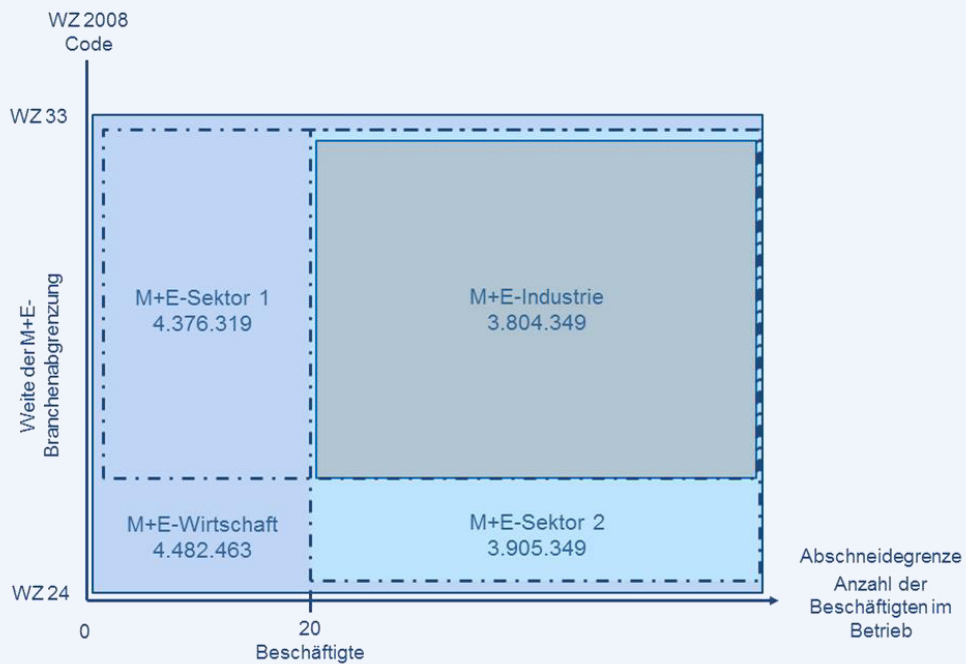 WZ 2008
Code
WZ 33
Weite der M+E-
Branchenabgrenzung
M+E-Sektor 1
4.376.319
M+E-Industrie
3.804.349
M+E-Wirtschaft
4.482.463
M+E-Sektor 2
3.905.349
WZ 24
0
20
Beschäftigte
Abschneidegrenze
Anzahl der
Beschäftigten im
Betrieb